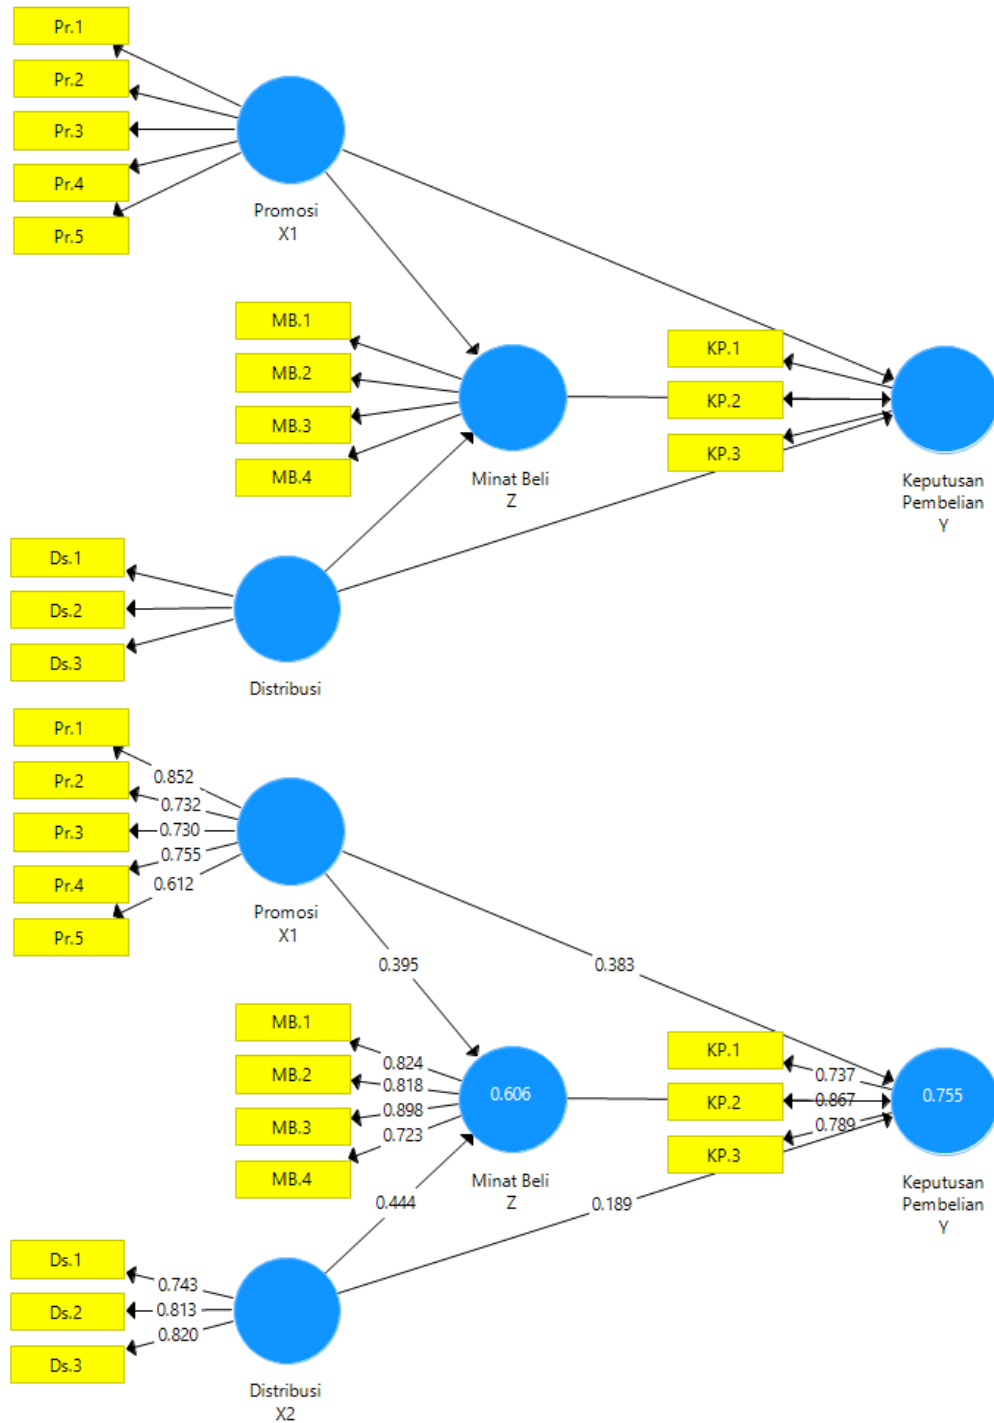 Pr.1
Pr.2
Pr.3
Pr.4
Pr.5
Promosi
X1
MB.1
MB.2
MB.3
MB.4
Minat Beli
Z
KP.1
KP.2
KP.3
Keputusan
Pembelian
Y
Ds.1
Ds.2
Ds.3
Distribusi
Pr.1
Pr.2
Pr.3
Pr.4
Pr.5
0.852
0.732
0.730
0.755
0.612
Promosi
X1
0.395
0.383
MB.1
MB.2
MB.3
MB.4
0.824
0.818
0.898
0.723
0.606
Minat Beli
Z
KP.1
KP.2
KP.3
0.737
0.867
0.789
0.755
Keputusan
Pembelian
Y
0.444
0.189
Ds.1
Ds.2
Ds.3
0.743
0.813
0.820
Distribusi
X2